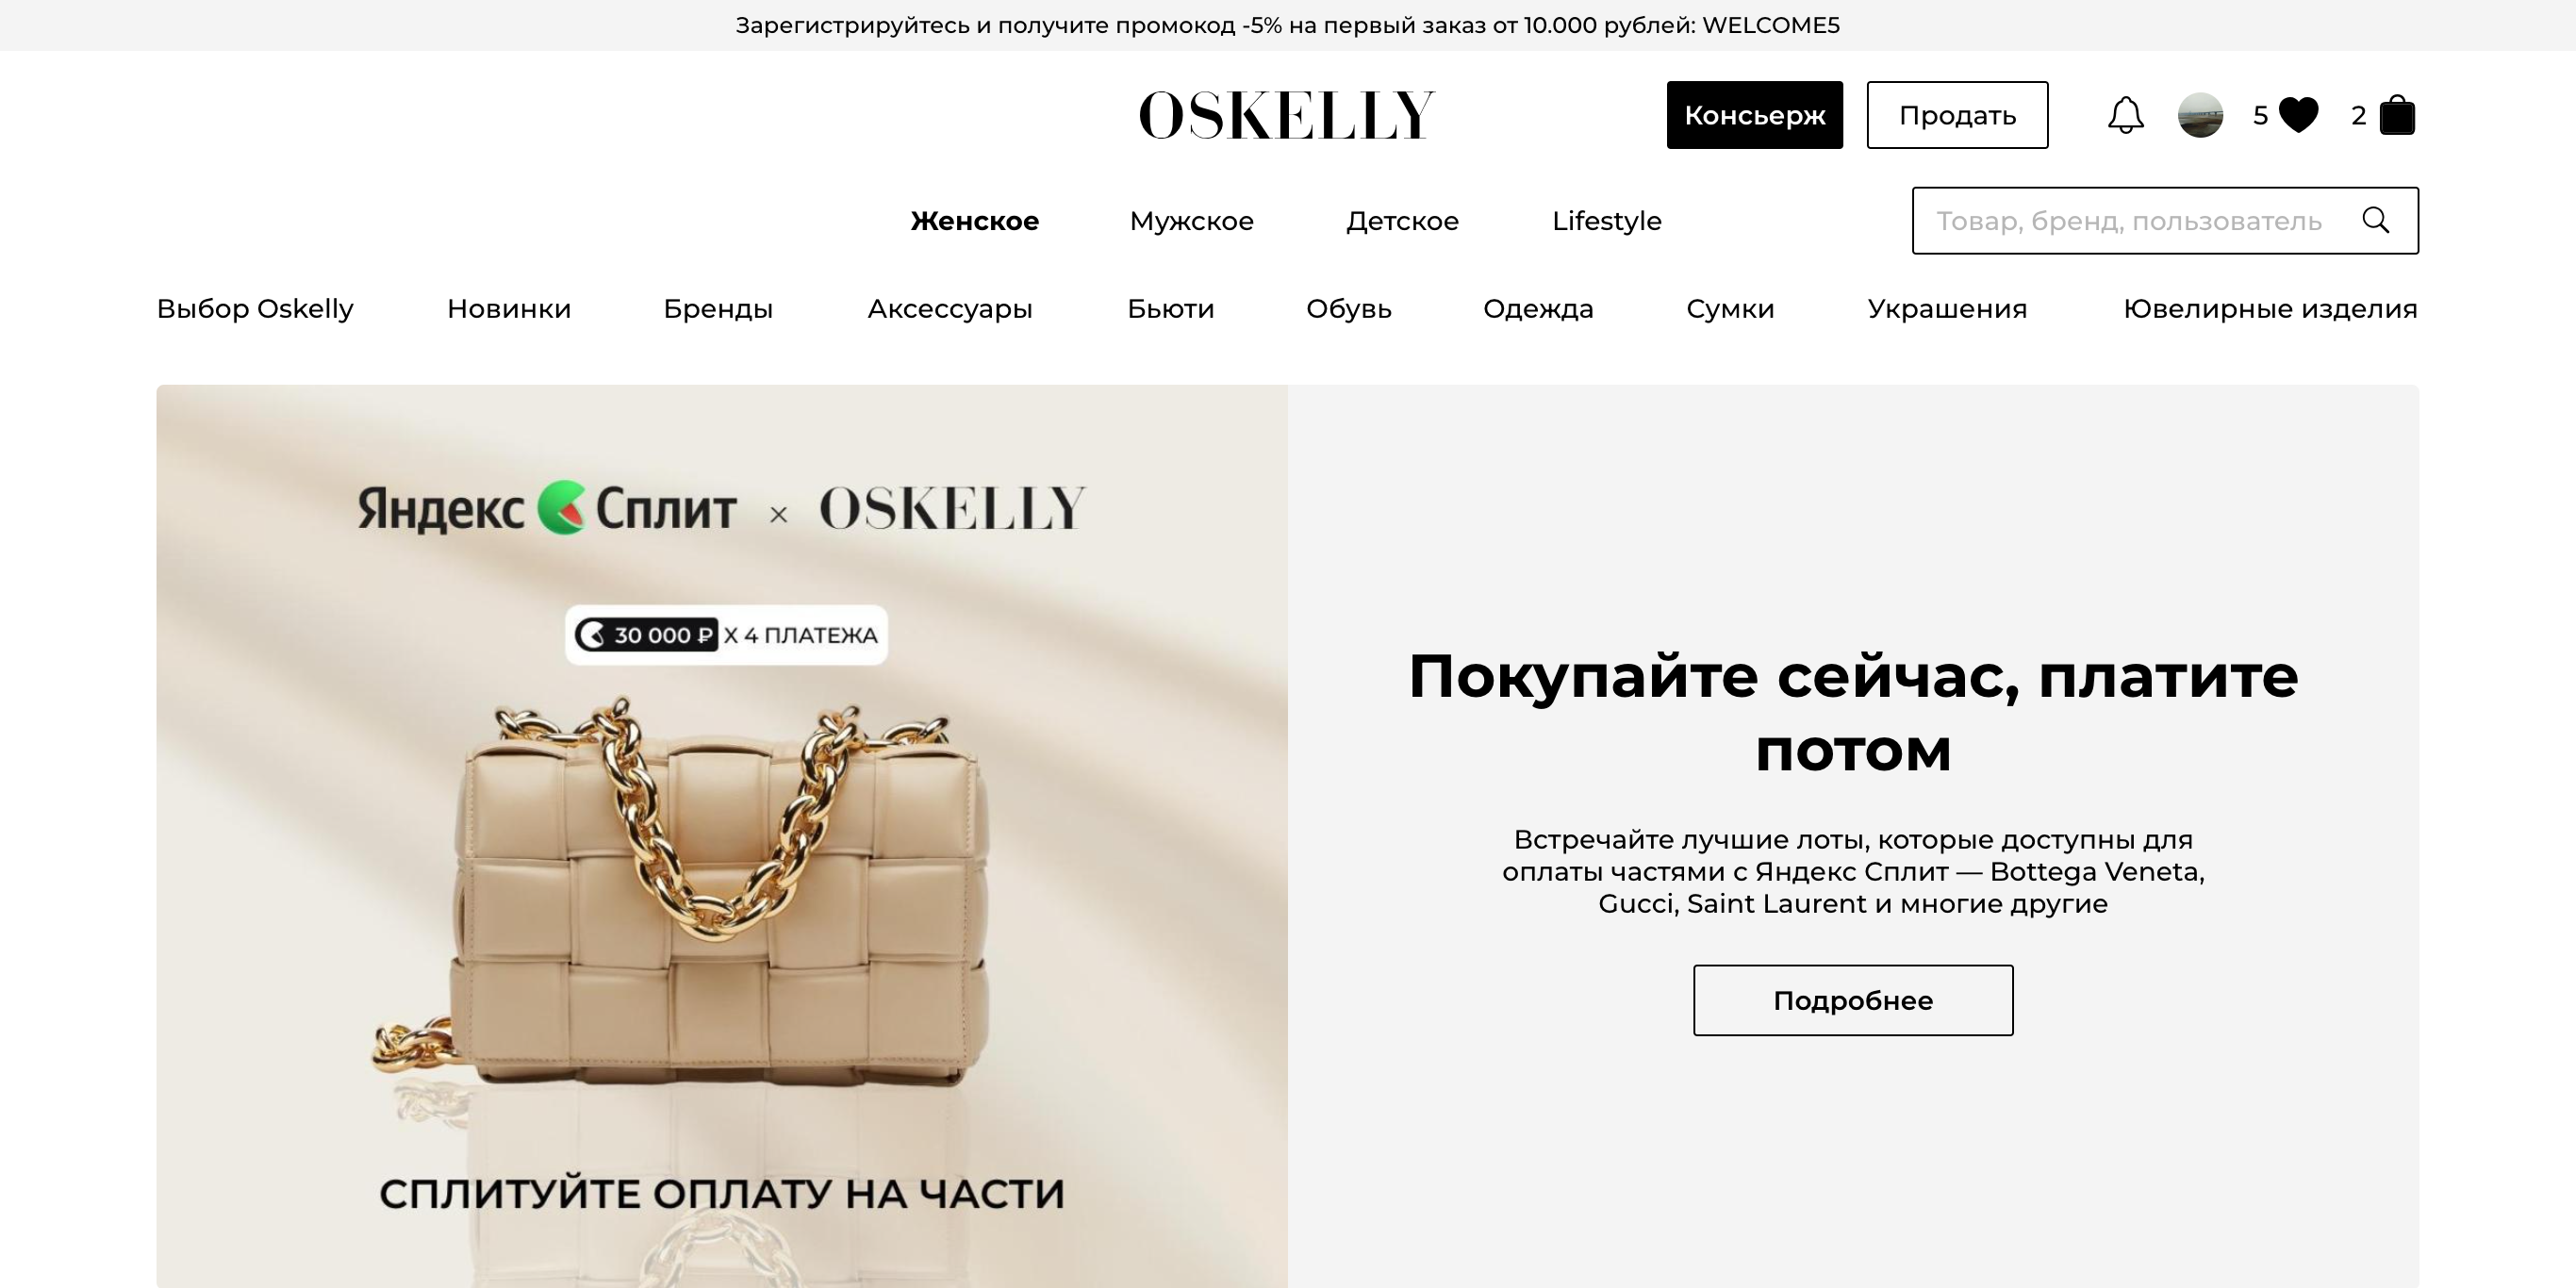 Зарегистрируйтесь и получите промокод -5% на первый заказ от 10.000 рублей: WELCOME5
OSKELLY
Консьерж
Продать
5
2
Женское
Мужское
Детское
Lifestyle
Товар, бренд, пользователь
Выбор Oskelly
Новинки
Бренды
Аксессуары
Бьюти
Обувь
Одежда
Сумки
Украшения
Ювелирные изделия
Яндекс Сплит × OSKELLY
30 000 ₽ X 4 ПЛАТЕЖА
СПЛИТУЙТЕ ОПЛАТУ НА ЧАСТИ
Покупайте сейчас, платите
потом
Встречайте лучшие лоты, которые доступны для
оплаты частями с Яндекс Сплит — Bottega Veneta,
Gucci, Saint Laurent и многие другие
Подробнее